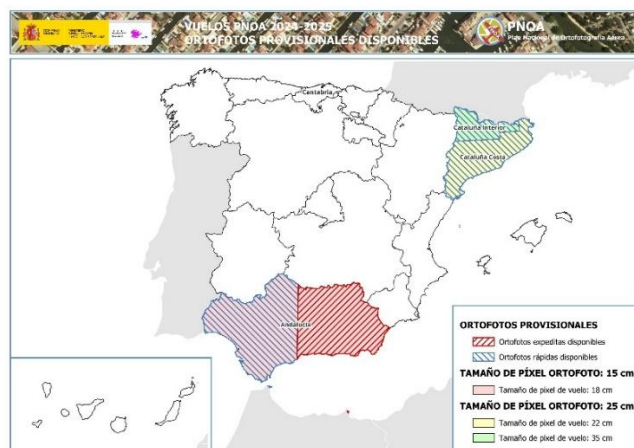 VUELOS PNOA 2024-2025
ORTOFOTOS PROVISIONALES DISPONIBLES
PNOA
Plan Nacional de Ortofotografía Aérea
Cantabria
Cataluña Interior
Cataluña Costa
Andalucía
ORTOFOTOS PROVISIONALES
Ortofotos expeditas disponibles
Ortofotos rápidas disponibles
TAMAÑO DE PÍXEL ORTOFOTO: 15 cm
Tamaño de píxel de vuelo: 18 cm
TAMAÑO DE PÍXEL ORTOFOTO: 25 cm
Tamaño de píxel de vuelo: 22 cm
Tamaño de píxel de vuelo: 35 cm